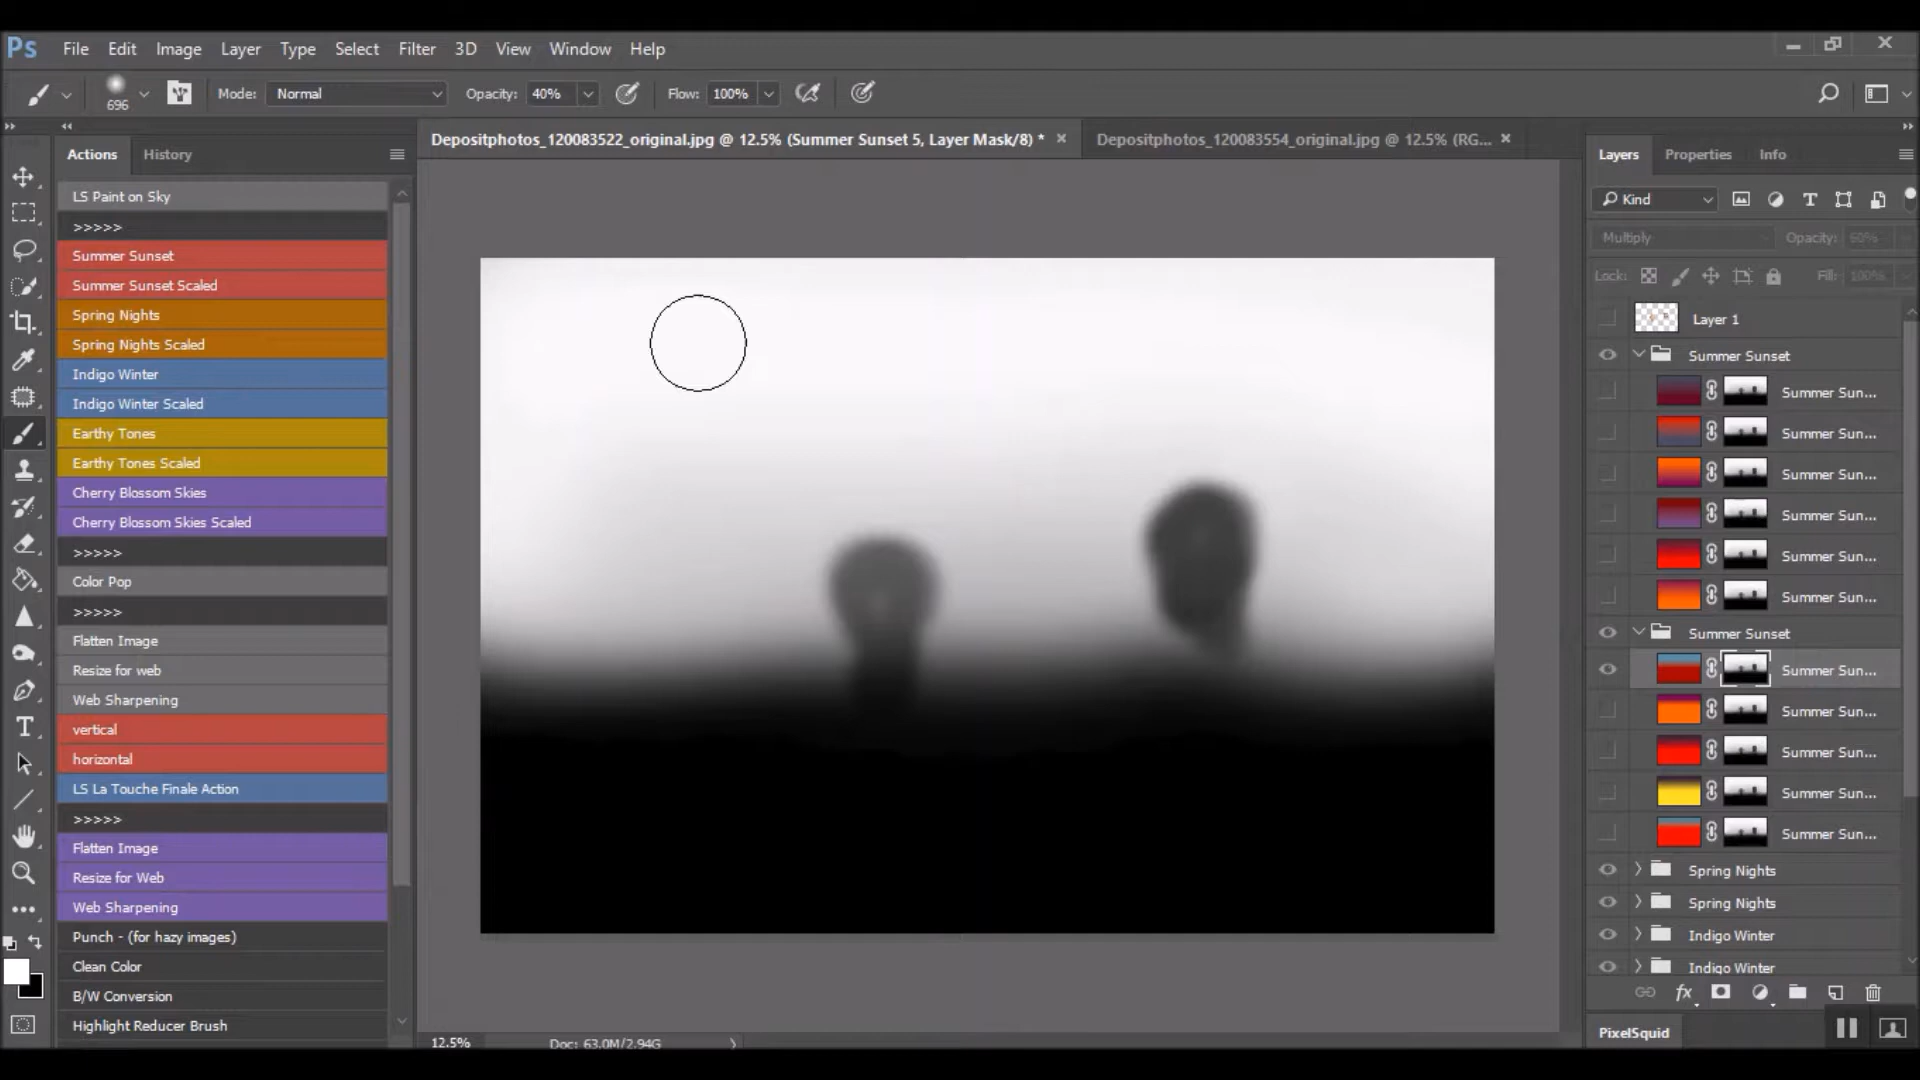 Ps File Edit Image Layer Type Select Filter 3D View Window Help
696 Mode: Normal Opacity: 40% Flow: 100%
Depositphotos_120083522_original.jpg @ 12.5% (Summer Sunset 5, Layer Mask/8) * Depositphotos_120083554_original.jpg @ 12.5% (RG...
Actions History
LS Paint on Sky
>>>>>
Summer Sunset
Summer Sunset Scaled
Spring Nights
Spring Nights Scaled
Indigo Winter
Indigo Winter Scaled
Earthy Tones
Earthy Tones Scaled
Cherry Blossom Skies
Cherry Blossom Skies Scaled
>>>>>
Color Pop
>>>>>
Flatten Image
Resize for web
Web Sharpening
vertical
horizontal
LS La Touche Finale Action
>>>>>
Flatten Image
Resize for Web
Web Sharpening
Punch - (for hazy images)
Clean Color
B/W Conversion
Highlight Reducer Brush
12.5% Doc: 63.0M/2.94G
Layers Properties Info
Kind
Multiply Opacity: 60%
Lock: Fill: 100%
Layer 1
Summer Sunset
Summer Sun...
Summer Sun...
Summer Sun...
Summer Sun...
Summer Sun...
Summer Sun...
Summer Sunset
Summer Sun...
Summer Sun...
Summer Sun...
Summer Sun...
Summer Sun...
Spring Nights
Spring Nights
Indigo Winter
Indigo Winter
fx
PixelSquid